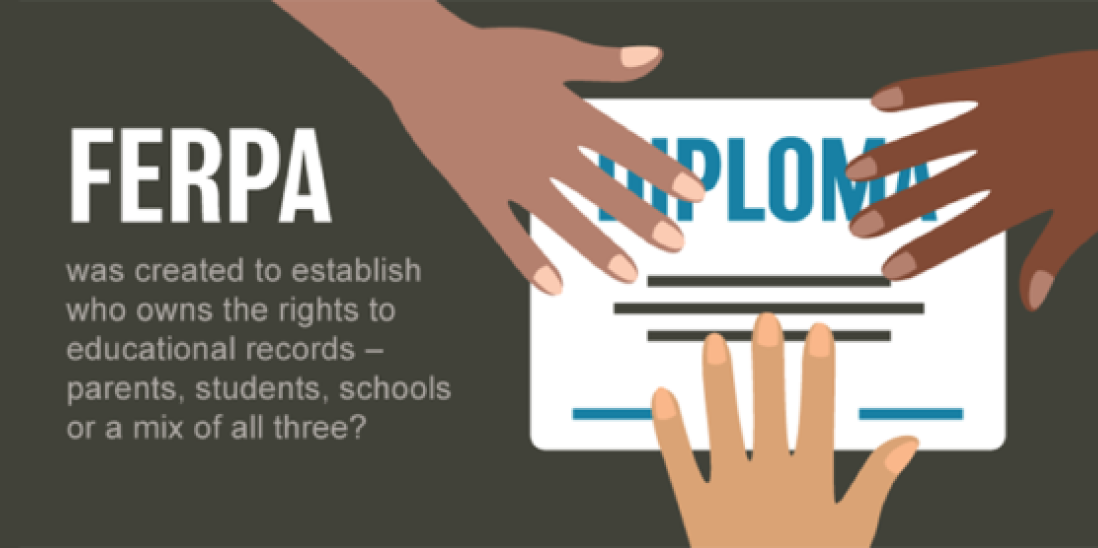 FERPA
was created to establish
who owns the rights to
educational records –
parents, students, schools
or a mix of all three?
DIPLOMA